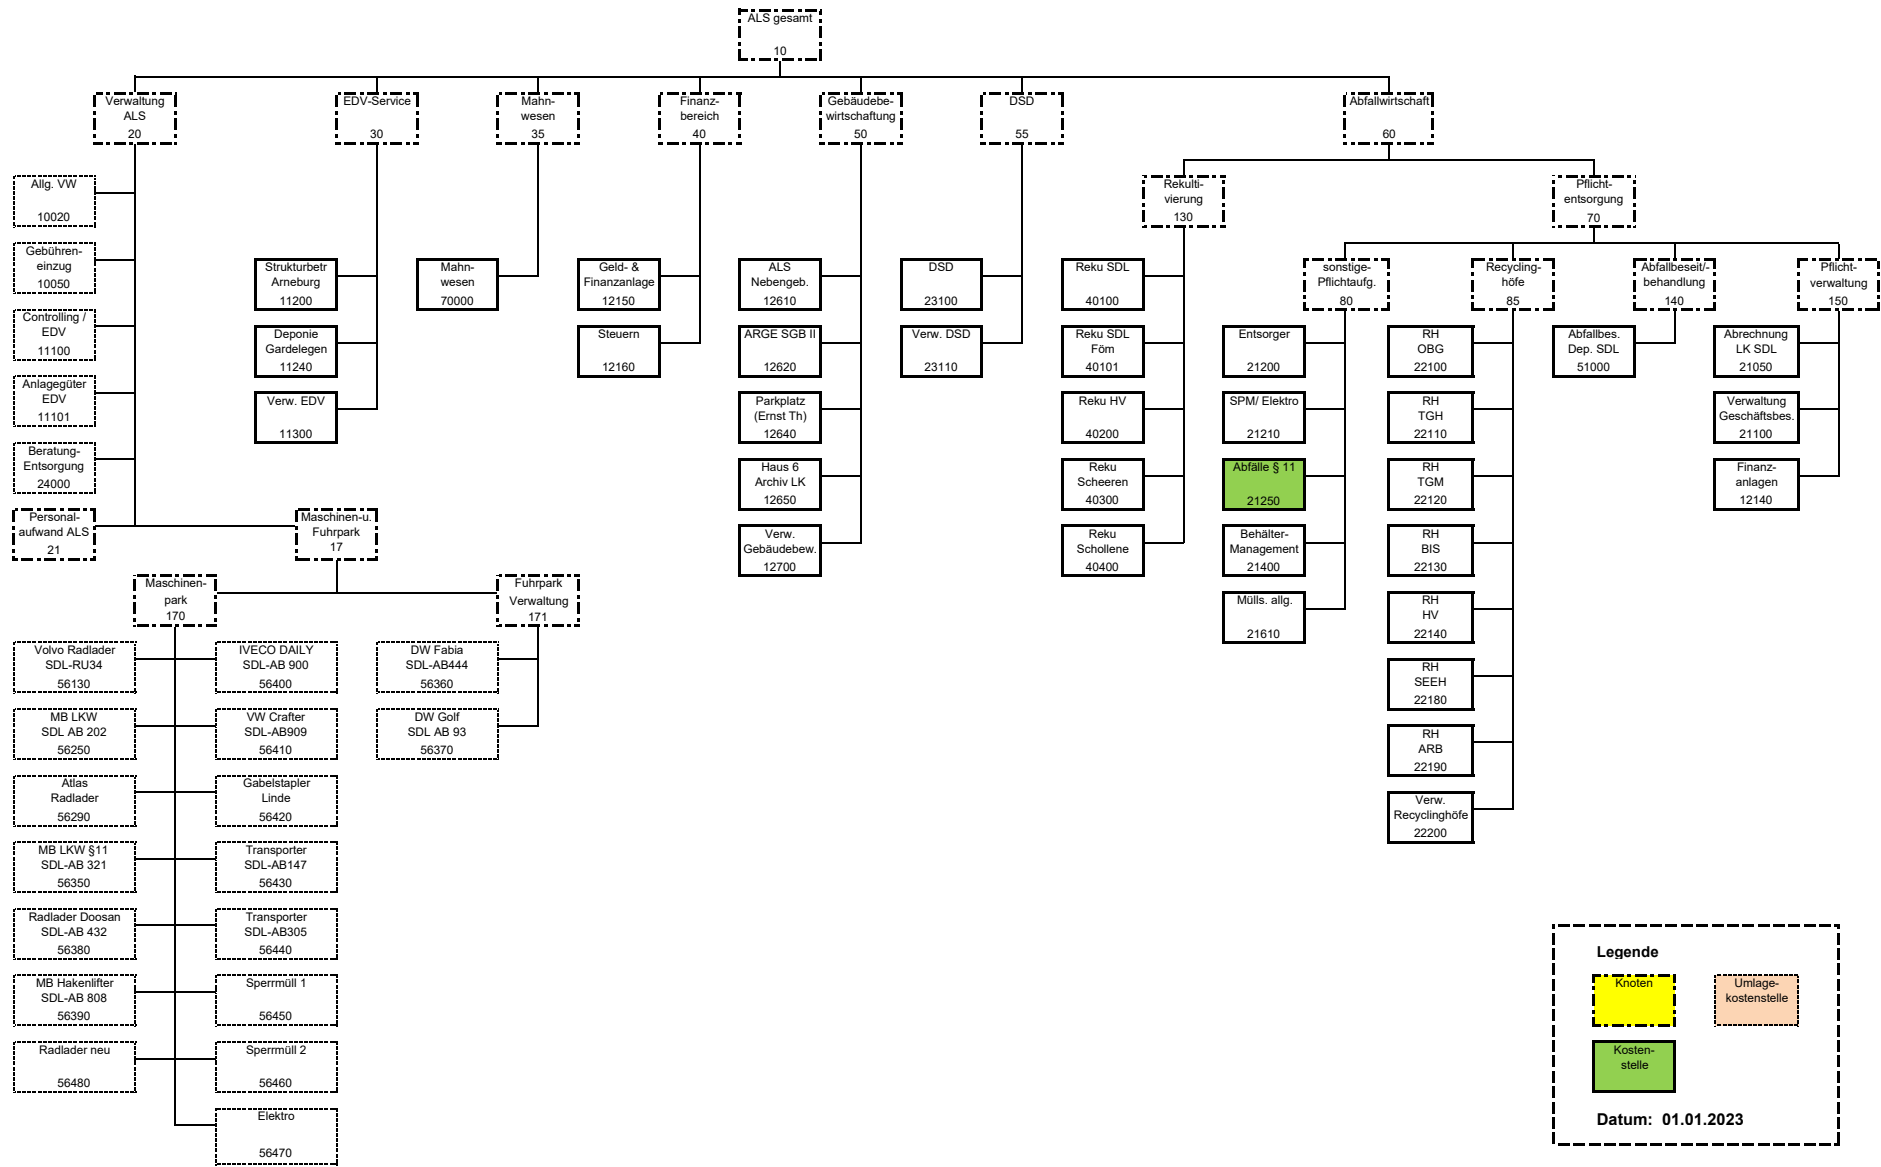 ALS gesamt
10
Verwaltung
ALS
20
EDV-Service
30
Mahn-
wesen
35
Finanz-
bereich
40
Gebäudebe-
wirtschaftung
50
DSD
55
Abfallwirtschaft
60
Rekulti-
vierung
130
Pflicht-
entsorgung
70
Allg. VW
10020
Gebühren-
einzug
10050
Controlling /
EDV
11100
Anlagegüter
EDV
11101
Beratung-
Entsorgung
24000
Personal-
aufwand ALS
21
Maschinen-u.
Fuhrpark
17
Strukturbetr
Arneburg
11200
Deponie
Gardelegen
11240
Verw. EDV
11300
Mahn-
wesen
70000
Geld- &
Finanzanlage
12150
Steuern
12160
ALS
Nebengeb.
12610
ARGE SGB II
12620
Parkplatz
(Ernst Th)
12640
Haus 6
Archiv LK
12650
Verw.
Gebäudebew.
12700
DSD
23100
Verw. DSD
23110
Reku SDL
40100
Reku SDL
Föm
40101
Reku HV
40200
Reku
Scheeren
40300
Reku
Schollene
40400
sonstige-
Pflichtaufg.
80
Recycling-
höfe
85
Abfallbeseit/-
behandlung
140
Pflicht-
verwaltung
150
Entsorger
21200
SPM/ Elektro
21210
Abfälle § 11
21250
Behälter-
Management
21400
Mülls. allg.
21610
RH
OBG
22100
RH
TGH
22110
RH
TGM
22120
RH
BIS
22130
RH
HV
22140
RH
SEEH
22180
RH
ARB
22190
Verw.
Recyclinghöfe
22200
Abfallbes.
Dep. SDL
51000
Abrechnung
LK SDL
21050
Verwaltung
Geschäftsbes.
21100
Finanz-
anlagen
12140
Maschinen-
park
170
Fuhrpark
Verwaltung
171
Volvo Radlader
SDL-RU34
56130
MB LKW
SDL AB 202
56250
Atlas
Radlader
56290
MB LKW §11
SDL-AB 321
56350
Radlader Doosan
SDL-AB 432
56380
MB Hakenlifter
SDL-AB 808
56390
Radlader neu
56480
IVECO DAILY
SDL-AB 900
56400
VW Crafter
SDL-AB909
56410
Gabelstapler
Linde
56420
Transporter
SDL-AB147
56430
Transporter
SDL-AB305
56440
Sperrmüll 1
56450
Sperrmüll 2
56460
Elektro
56470
DW Fabia
SDL-AB444
56360
DW Golf
SDL AB 93
56370
Legende
Knoten
Umlage-
kostenstelle
Kosten-
stelle
Datum: 01.01.2023